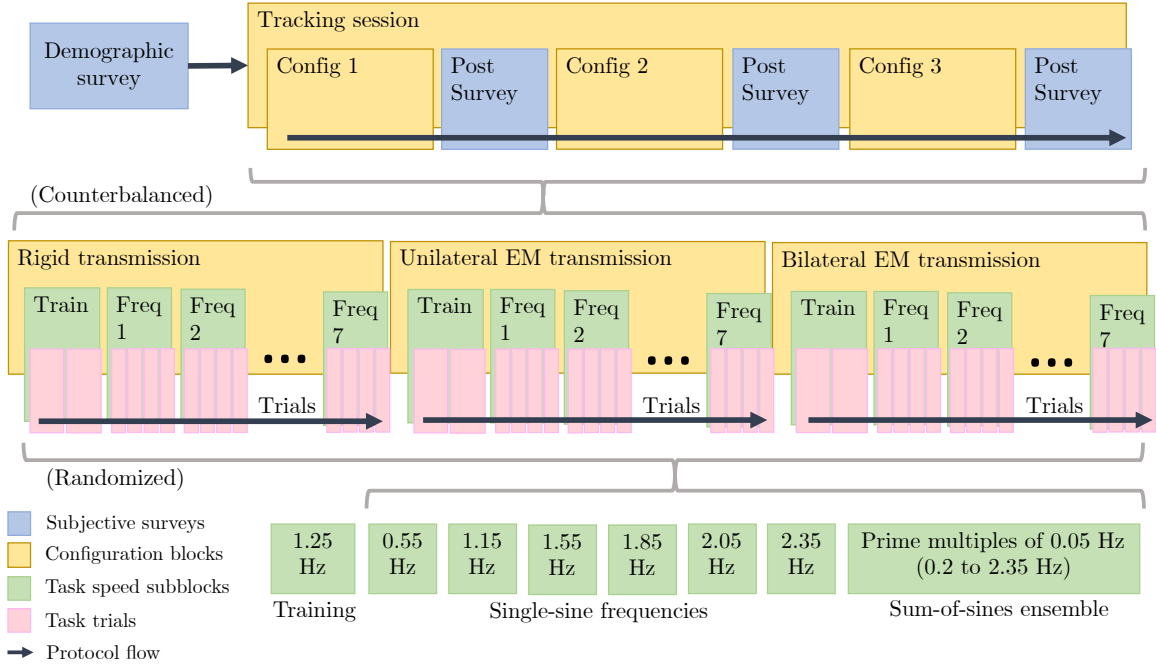 Tracking session
Demographic
survey
Config 1
Post
Survey
Config 2
Post
Survey
Config 3
Post
Survey
(Counterbalanced)
Rigid transmission
Unilateral EM transmission
Bilateral EM transmission
Train
Freq
1
Freq
2
Freq
7
Trials
Train
Freq
1
Freq
2
Freq
7
Trials
Train
Freq
1
Freq
2
Freq
7
Trials
(Randomized)
Subjective surveys
Configuration blocks
Task speed subblocks
Task trials
Protocol flow
1.25
Hz
Training
0.55
Hz
1.15
Hz
1.55
Hz
1.85
Hz
2.05
Hz
2.35
Hz
Single-sine frequencies
Prime multiples of 0.05 Hz
(0.2 to 2.35 Hz)
Sum-of-sines ensemble